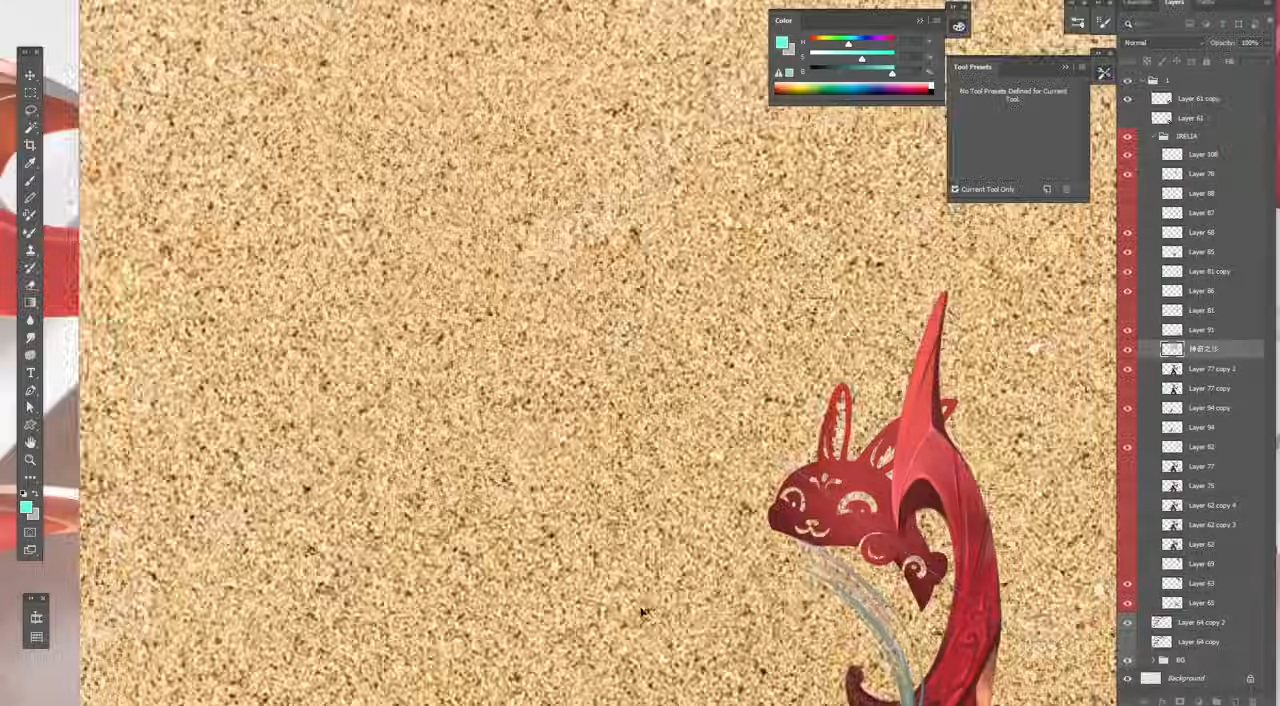 Color
H
S
B
Tool Presets
No Tool Presets Defined for Current
Tool.
Current Tool Only
Layers
Normal
Opacity: 100%
Fill:
1
Layer 61 copy
Layer 61
IRELIA
Layer 108
Layer 78
Layer 88
Layer 87
Layer 68
Layer 85
Layer 81 copy
Layer 86
Layer 81
Layer 91
Layer 77 copy 2
Layer 77 copy
Layer 94 copy
Layer 94
Layer 82
Layer 77
Layer 75
Layer 62 copy 4
Layer 62 copy 3
Layer 62
Layer 69
Layer 63
Layer 65
Layer 64 copy 2
Layer 64 copy
BG
Background